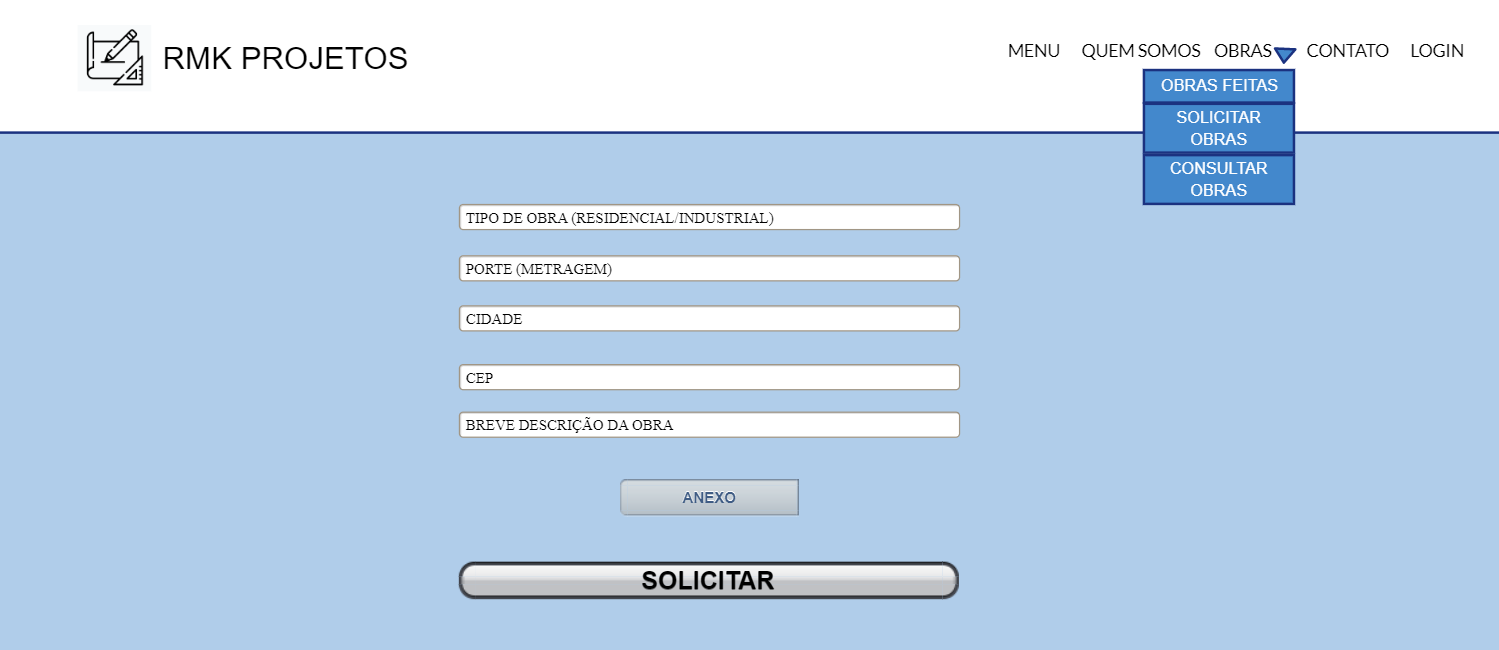 RMK PROJETOS
MENU QUEM SOMOS OBRAS CONTATO LOGIN
OBRAS FEITAS
SOLICITAR
OBRAS
CONSULTAR
OBRAS
TIPO DE OBRA (RESIDENCIAL/INDUSTRIAL)
PORTE (METRAGEM)
CIDADE
CEP
BREVE DESCRIÇÃO DA OBRA
ANEXO
SOLICITAR